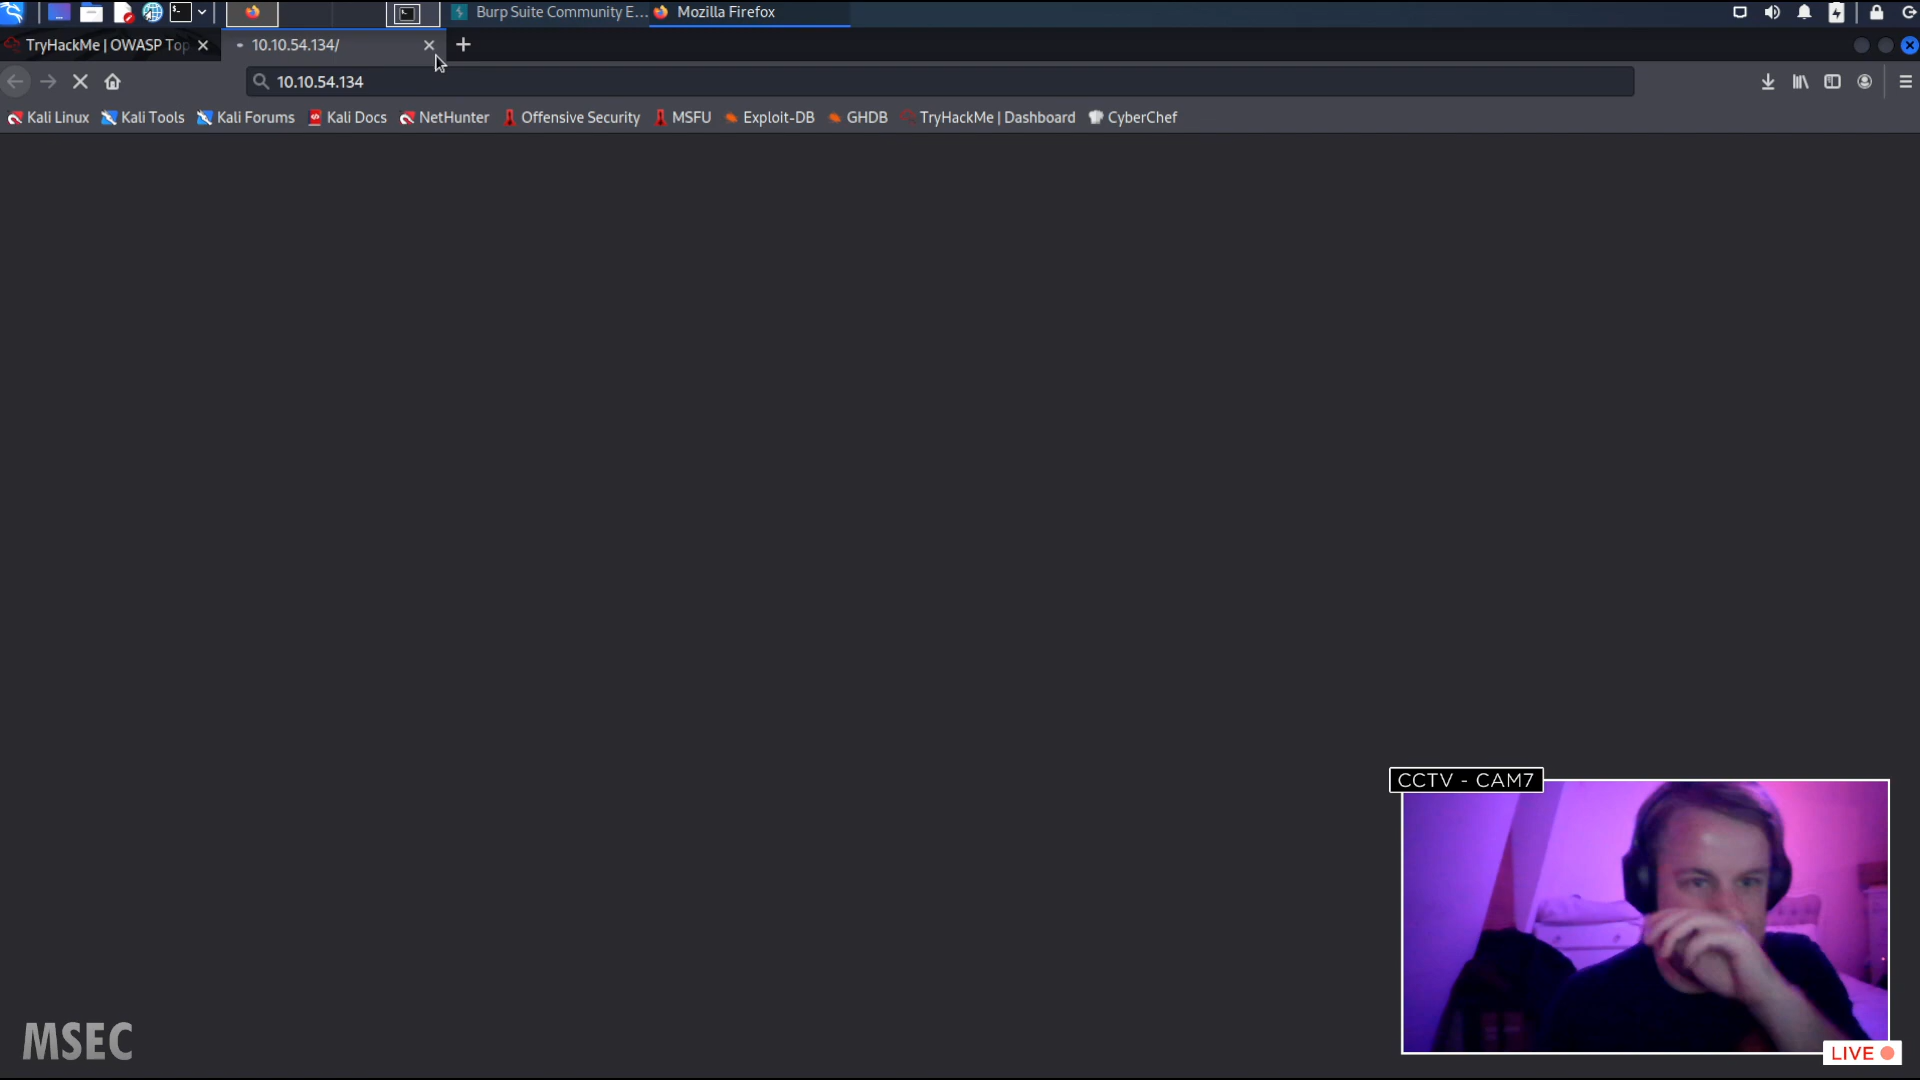 Burp Suite Community E...
Mozilla Firefox
TryHackMe | OWASP Top
10.10.54.134/
10.10.54.134
Kali Linux
Kali Tools
Kali Forums
Kali Docs
NetHunter
Offensive Security
MSFU
Exploit-DB
GHDB
TryHackMe | Dashboard
CyberChef
CCTV - CAM7
MSEC
LIVE